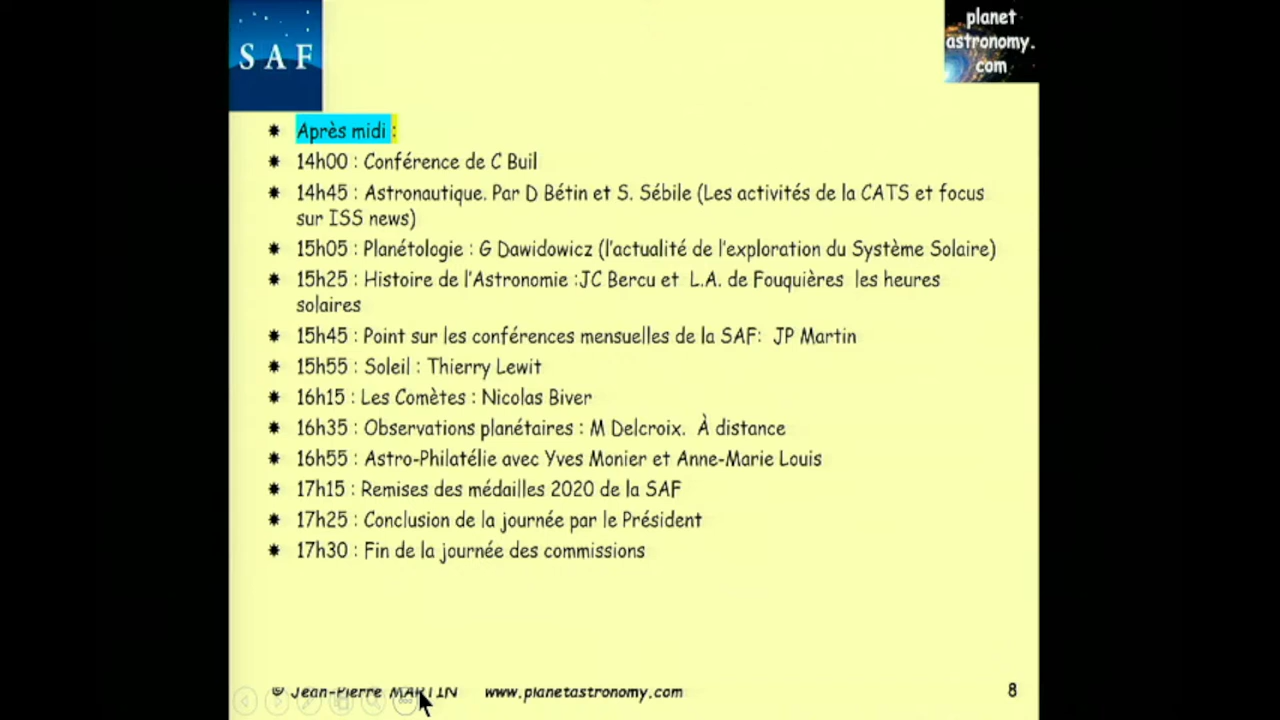 SAF
planet
astronomy.
com
Après midi :
14h00 : Conférence de C Buil
14h45 : Astronautique. Par D Bétin et S. Sébile (Les activités de la CATS et focus
sur ISS news)
15h05 : Planétologie : G Dawidowicz (l'actualité de l'exploration du Système Solaire)
15h25 : Histoire de l'Astronomie :JC Bercu et L.A. de Fouquières les heures
solaires
15h45 : Point sur les conférences mensuelles de la SAF: JP Martin
15h55 : Soleil : Thierry Lewit
16h15 : Les Comètes : Nicolas Biver
16h35 : Observations planétaires : M Delcroix. À distance
16h55 : Astro-Philatélie avec Yves Monier et Anne-Marie Louis
17h15 : Remises des médailles 2020 de la SAF
17h25 : Conclusion de la journée par le Président
17h30 : Fin de la journée des commissions
© Jean-Pierre MARTIN www.planetastronomy.com 8